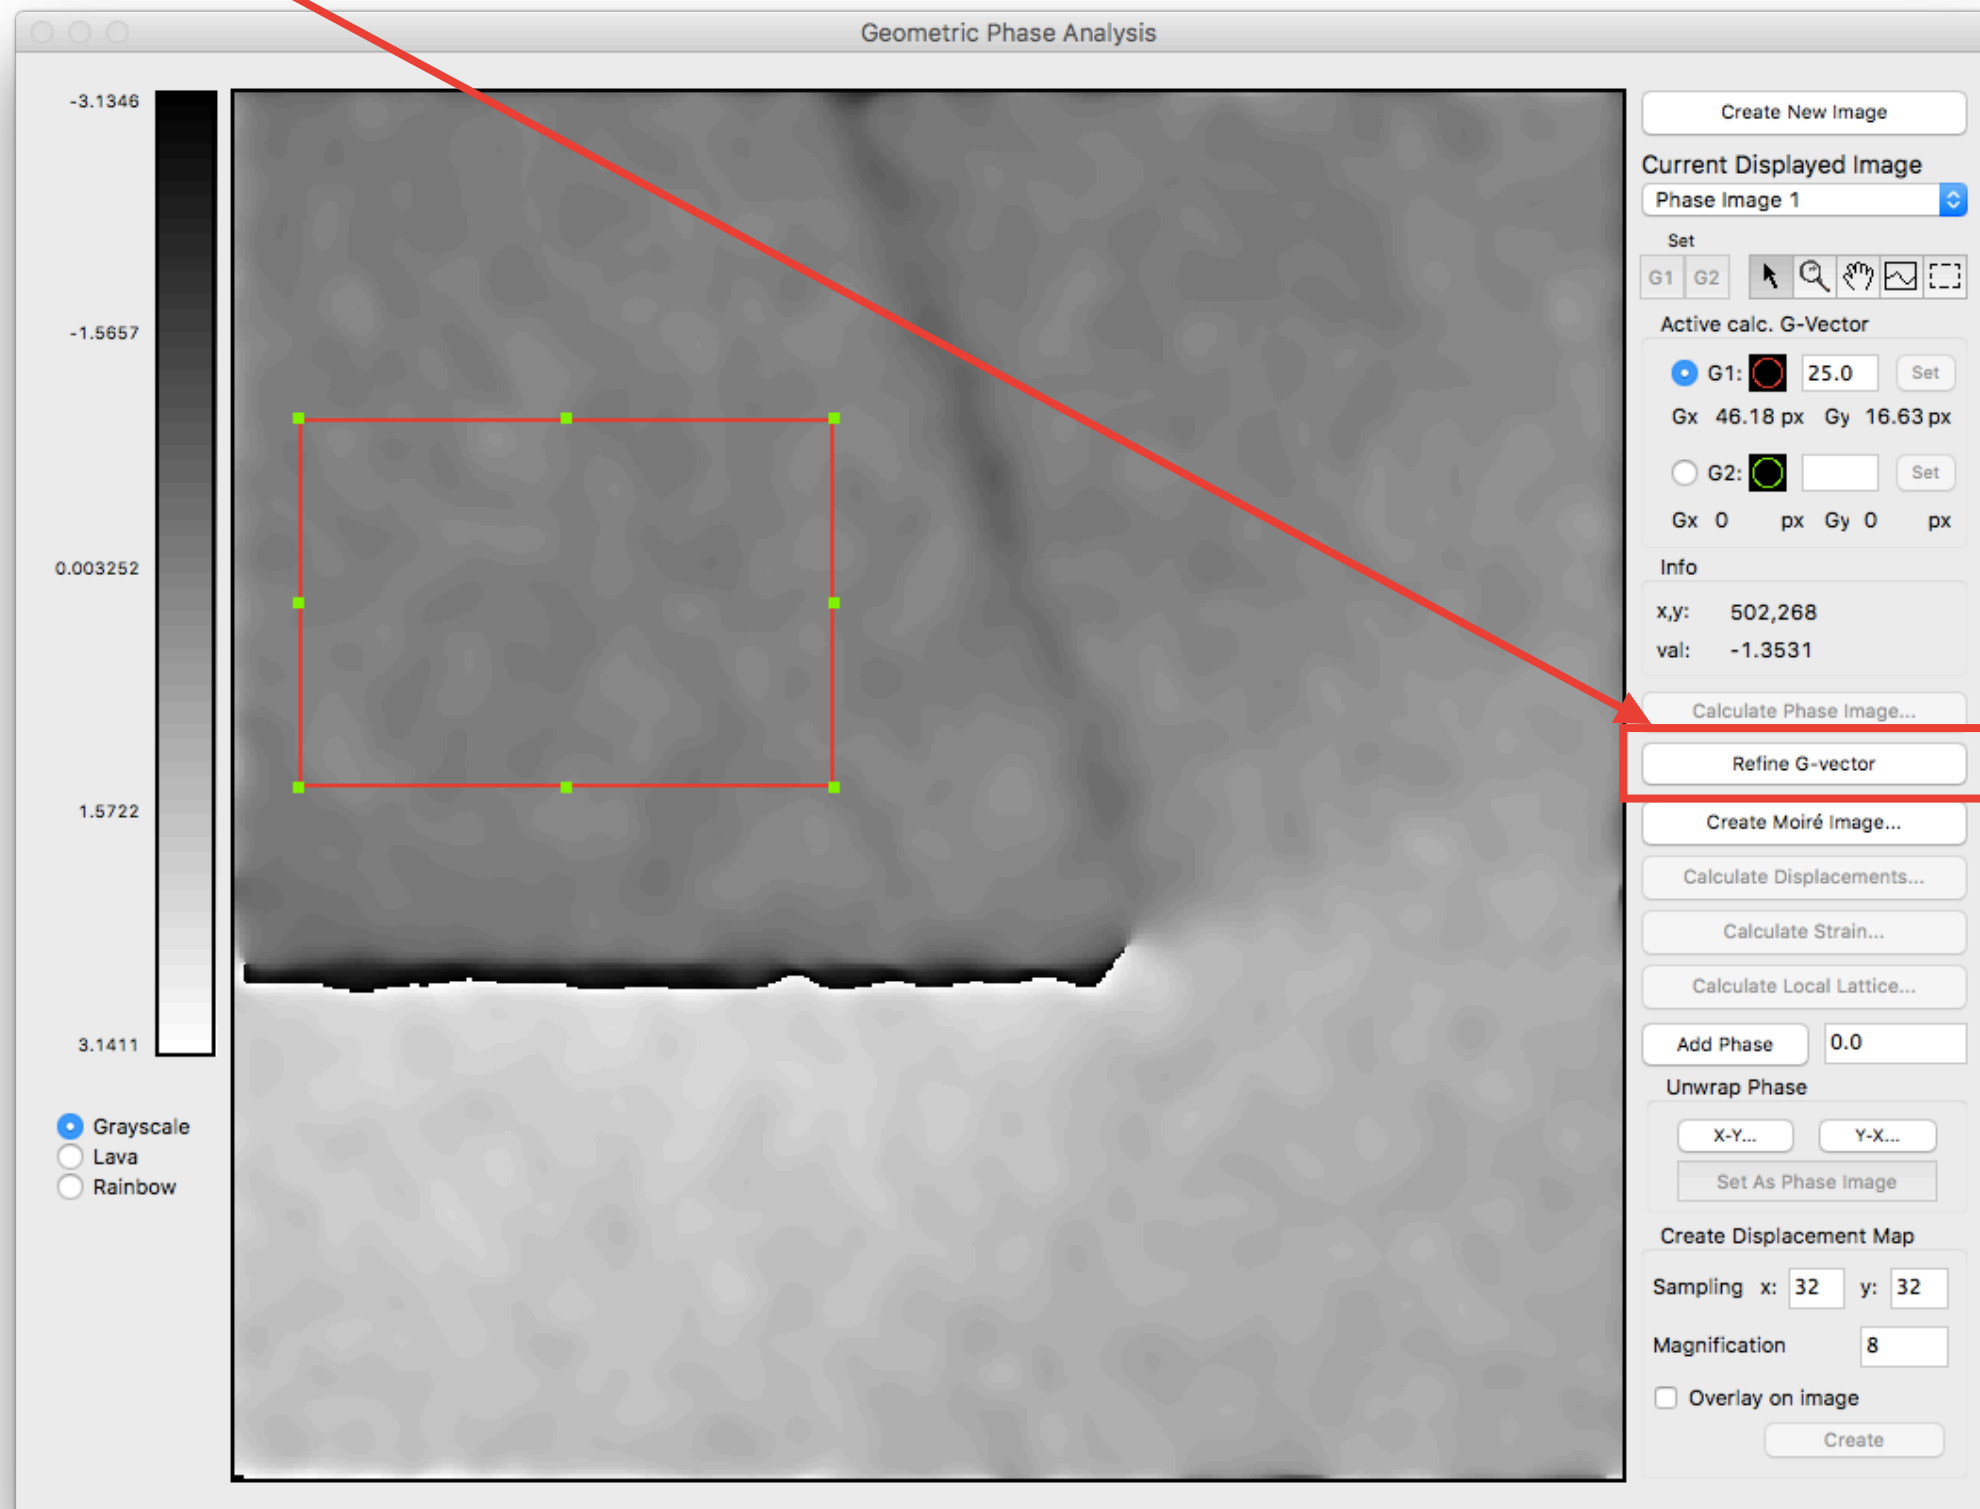 Geometric Phase Analysis
-3.1346
-1.5657
0.003252
1.5722
3.1411
Grayscale
Lava
Rainbow
Create New Image
Current Displayed Image
Phase Image 1
Set
G1 G2
Active calc. G-Vector
G1: 25.0 Set
Gx 46.18 px Gy 16.63 px
G2: Set
Gx 0 px Gy 0 px
Info
x,y: 502,268
val: -1.3531
Calculate Phase Image...
Refine G-vector
Create Moiré Image...
Calculate Displacements...
Calculate Strain...
Calculate Local Lattice...
Add Phase 0.0
Unwrap Phase
X-Y... Y-X...
Set As Phase Image
Create Displacement Map
Sampling x: 32 y: 32
Magnification 8
Overlay on image
Create